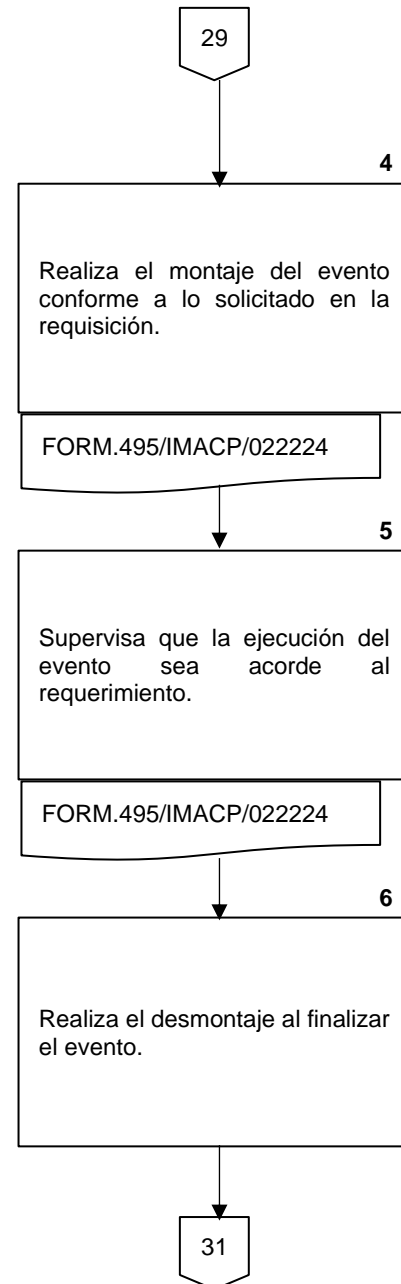 29
4
Realiza el montaje del evento
conforme a lo solicitado en la
requisición.
FORM.495/IMACP/022224
5
Supervisa que la ejecución del
evento sea acorde al
requerimiento.
FORM.495/IMACP/022224
6
Realiza el desmontaje al finalizar
el evento.
31